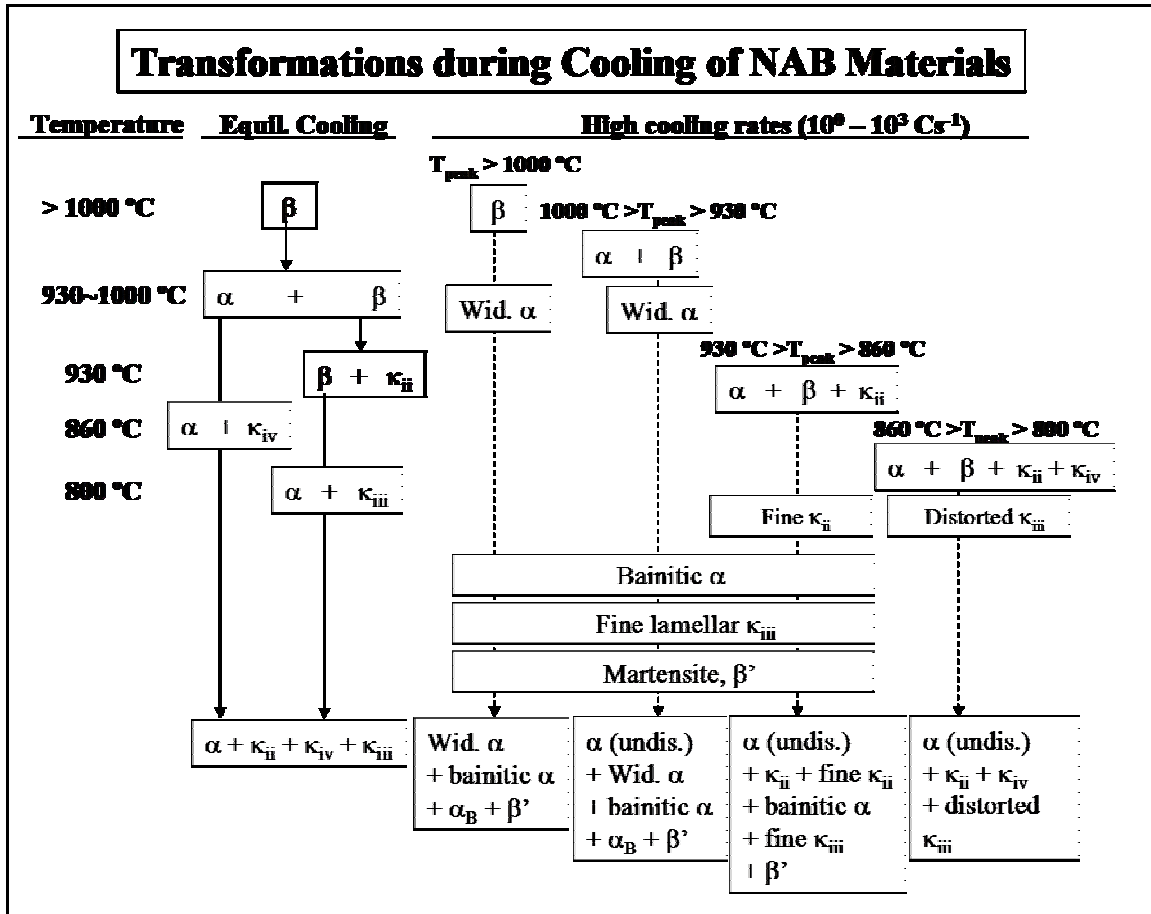 Transformations during Cooling of NAB Materials
Temperature
Equil. Cooling
High cooling rates (10⁰ – 10³ Cs⁻¹)
T_peak > 1000 °C
> 1000 °C
β
β
1000 °C >T_peak > 930 °C
α + β
930~1000 °C
α + β
Wid. α
Wid. α
930 °C >T_peak > 860 °C
930 °C
β + κ_ii
α + β + κ_ii
860 °C
α + κ_iv
860 °C >T_peak > 800 °C
α + β + κ_ii + κ_iv
800 °C
α + κ_iii
Fine κ_ii
Distorted κ_iii
Bainitic α
Fine lamellar κ_iii
Martensite, β’
α + κ_ii + κ_iv + κ_iii
Wid. α
+ bainitic α
+ α_B + β’
α (undis.)
+ Wid. α
+ bainitic α
+ α_B + β’
α (undis.)
+ κ_ii + fine κ_ii
+ bainitic α
+ fine κ_iii
+ β’
α (undis.)
+ κ_ii + κ_iv
+ distorted
κ_iii